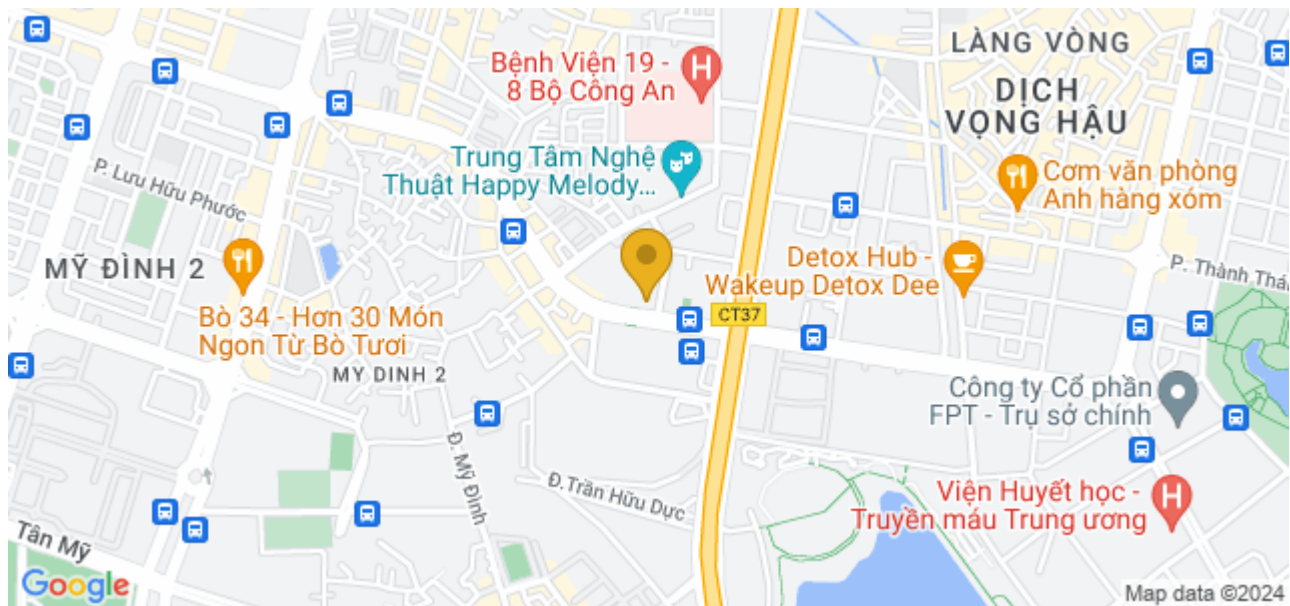 LÀNG VÒNG
Bệnh Viện 19 -
8 Bộ Công An
DỊCH
VỌNG HẬU
Trung Tâm Nghệ
Thuật Happy Melody...
P. Lưu Hữu Phước
Cơm văn phòng
Anh hàng xóm
MỸ ĐÌNH 2
Detox Hub -
Wakeup Detox Dee
P. Thành Thái
CT37
Bò 34 - Hơn 30 Món
Ngon Từ Bò Tươi
MY DINH 2
Công ty Cổ phần
FPT - Trụ sở chính
Đ. Mỹ Đình
Đ.Trần Hữu Dực
Viện Huyết học -
Truyền máu Trung ương
Tân Mỹ
Google
Map data ©2024